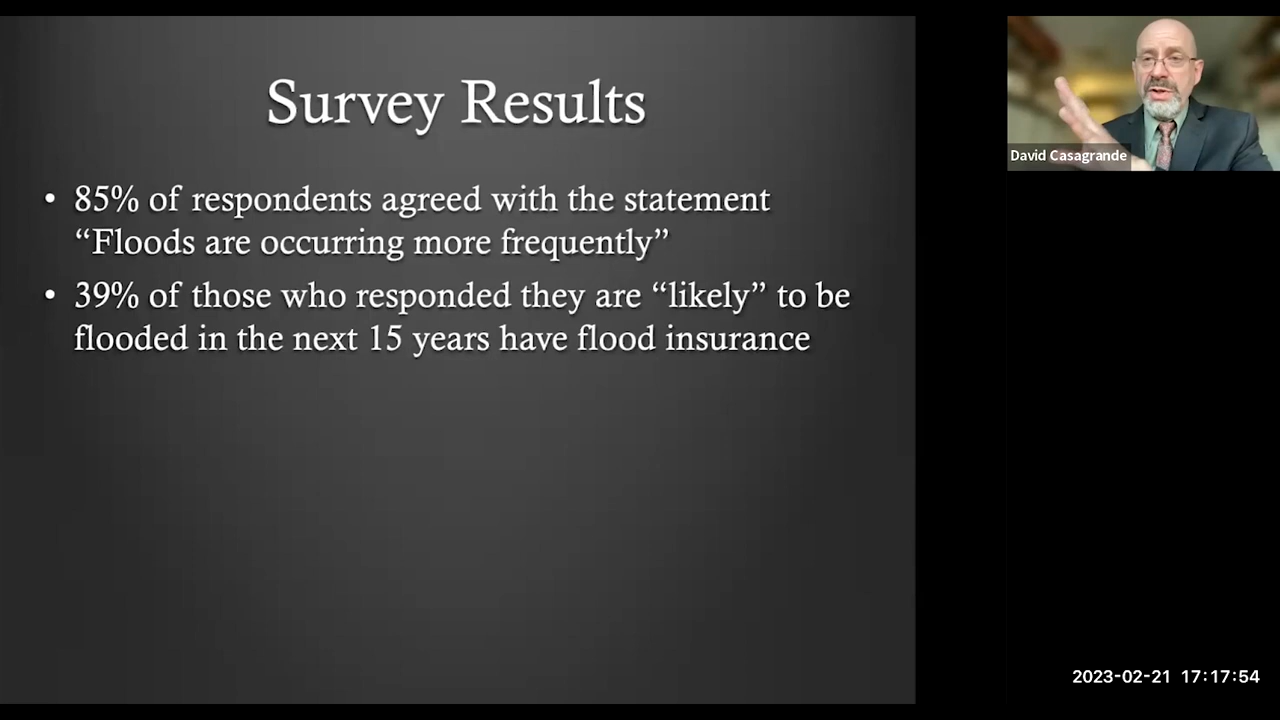 Survey Results
• 85% of respondents agreed with the statement
“Floods are occurring more frequently”
• 39% of those who responded they are “likely” to be
flooded in the next 15 years have flood insurance
David Casagrande
2023-02-21 17:17:54